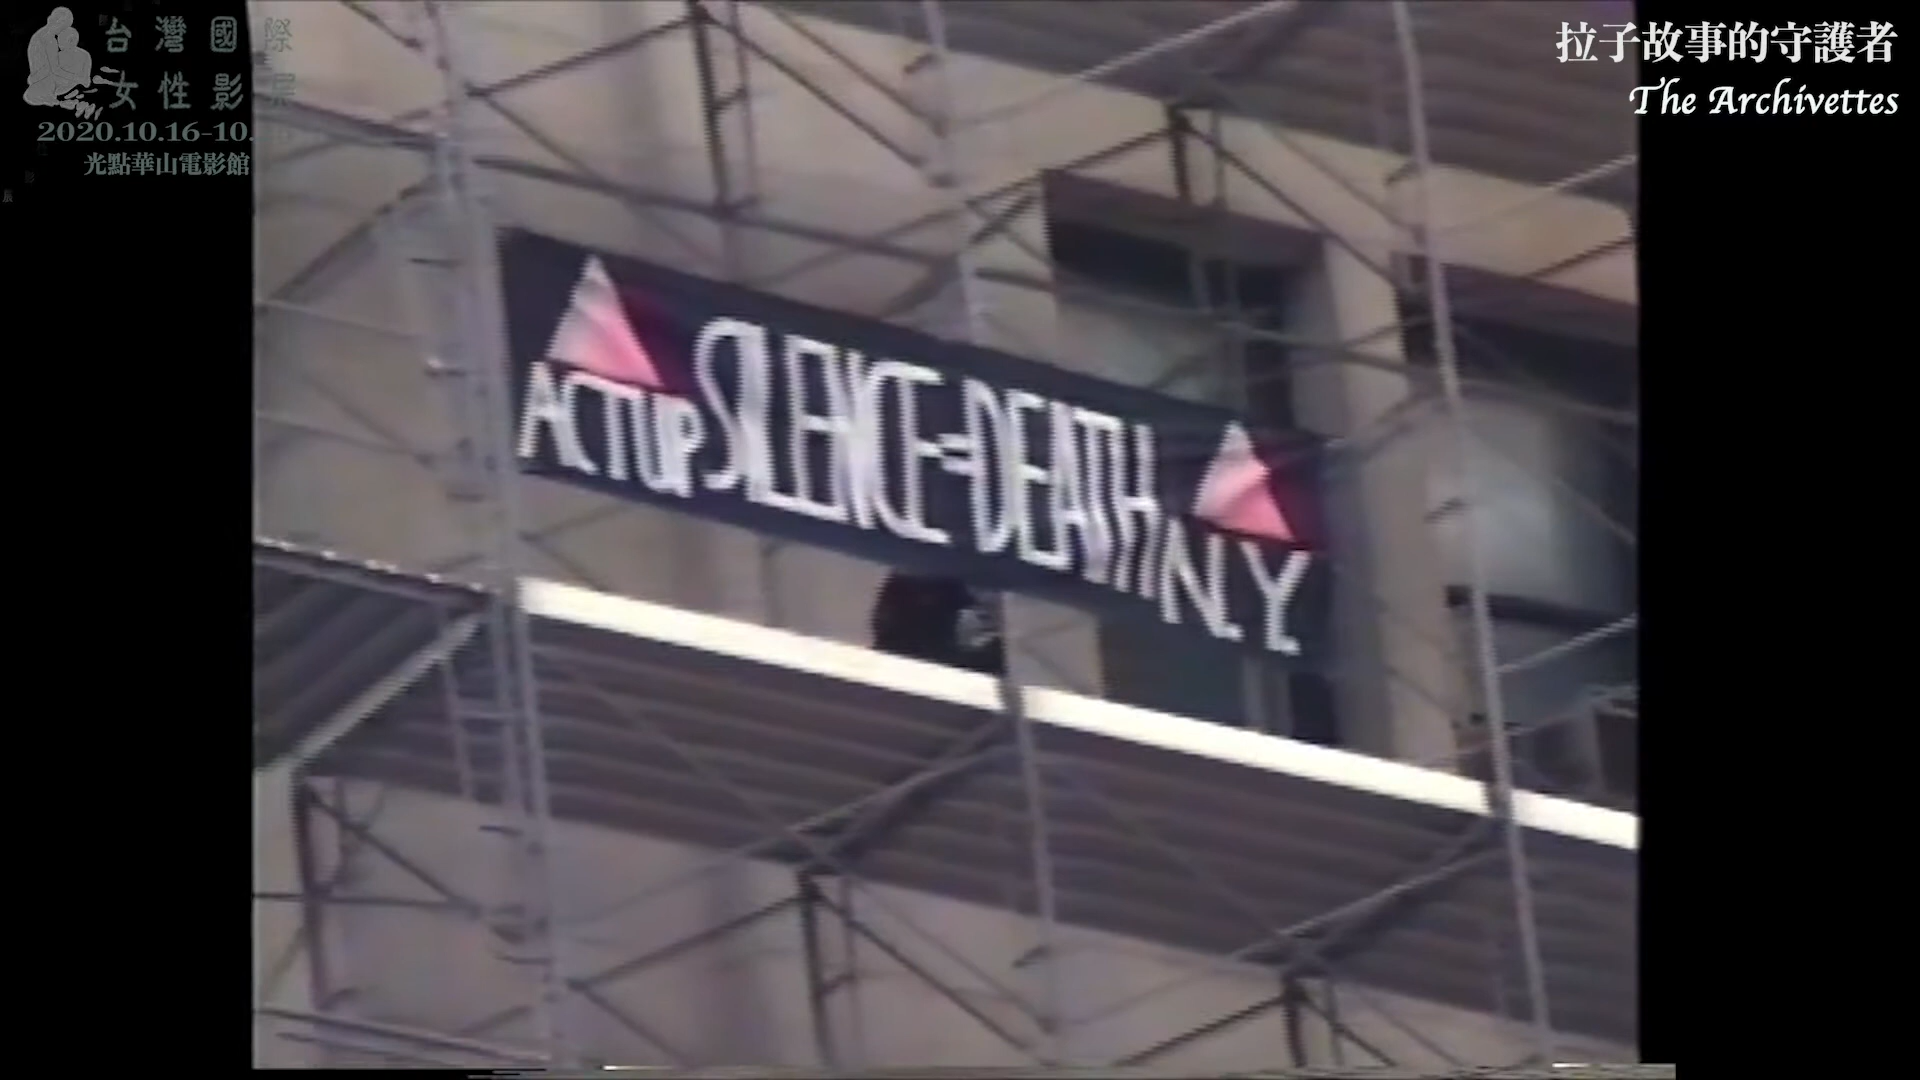 台灣國際
女性影展
2020.10.16-10.
光點華山電影館
拉子故事的守護者
The Archivettes
ACT UP SILENCE=DEATH N.Y.